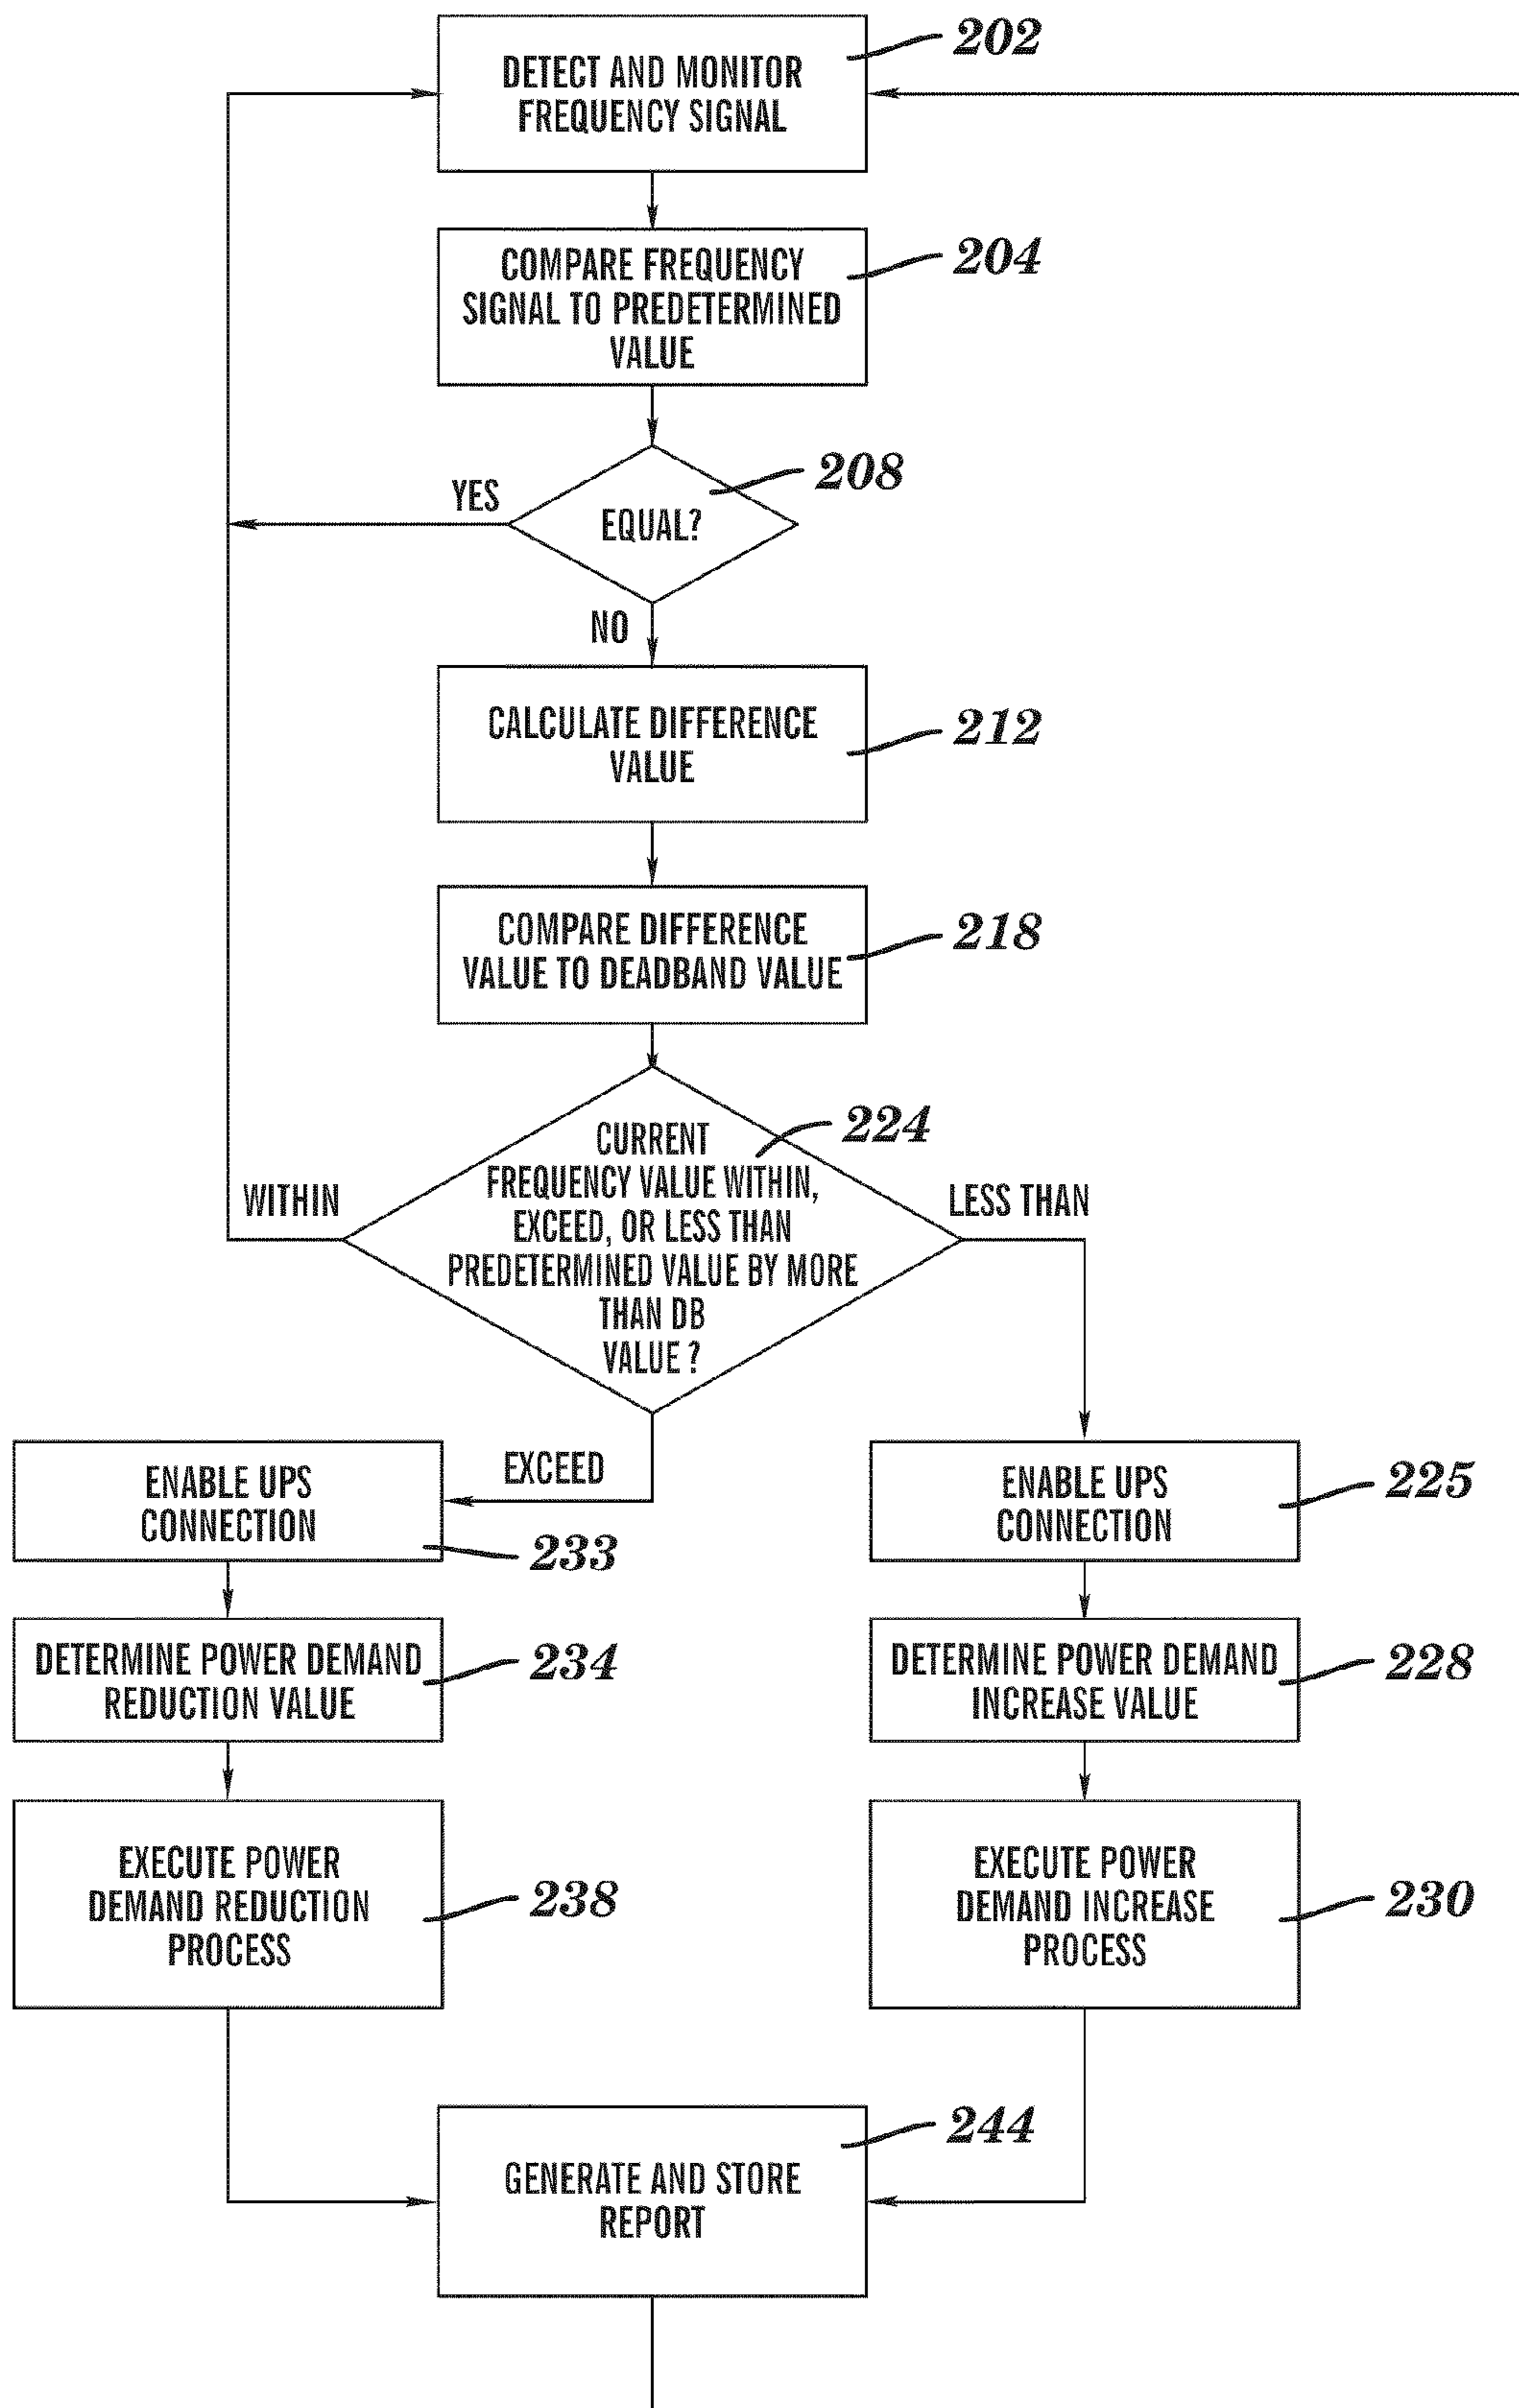 DETECT AND MONITOR
FREQUENCY SIGNAL
202
COMPARE FREQUENCY
SIGNAL TO PREDETERMINED
VALUE
204
EQUAL?
208
YES
NO
CALCULATE DIFFERENCE
VALUE
212
COMPARE DIFFERENCE
VALUE TO DEADBAND VALUE
218
CURRENT
FREQUENCY VALUE WITHIN,
EXCEED, OR LESS THAN
PREDETERMINED VALUE BY MORE
THAN DB
VALUE ?
224
WITHIN
LESS THAN
EXCEED
ENABLE UPS
CONNECTION
233
ENABLE UPS
CONNECTION
225
DETERMINE POWER DEMAND
REDUCTION VALUE
234
DETERMINE POWER DEMAND
INCREASE VALUE
228
EXECUTE POWER
DEMAND REDUCTION
PROCESS
238
EXECUTE POWER
DEMAND INCREASE
PROCESS
230
GENERATE AND STORE
REPORT
244